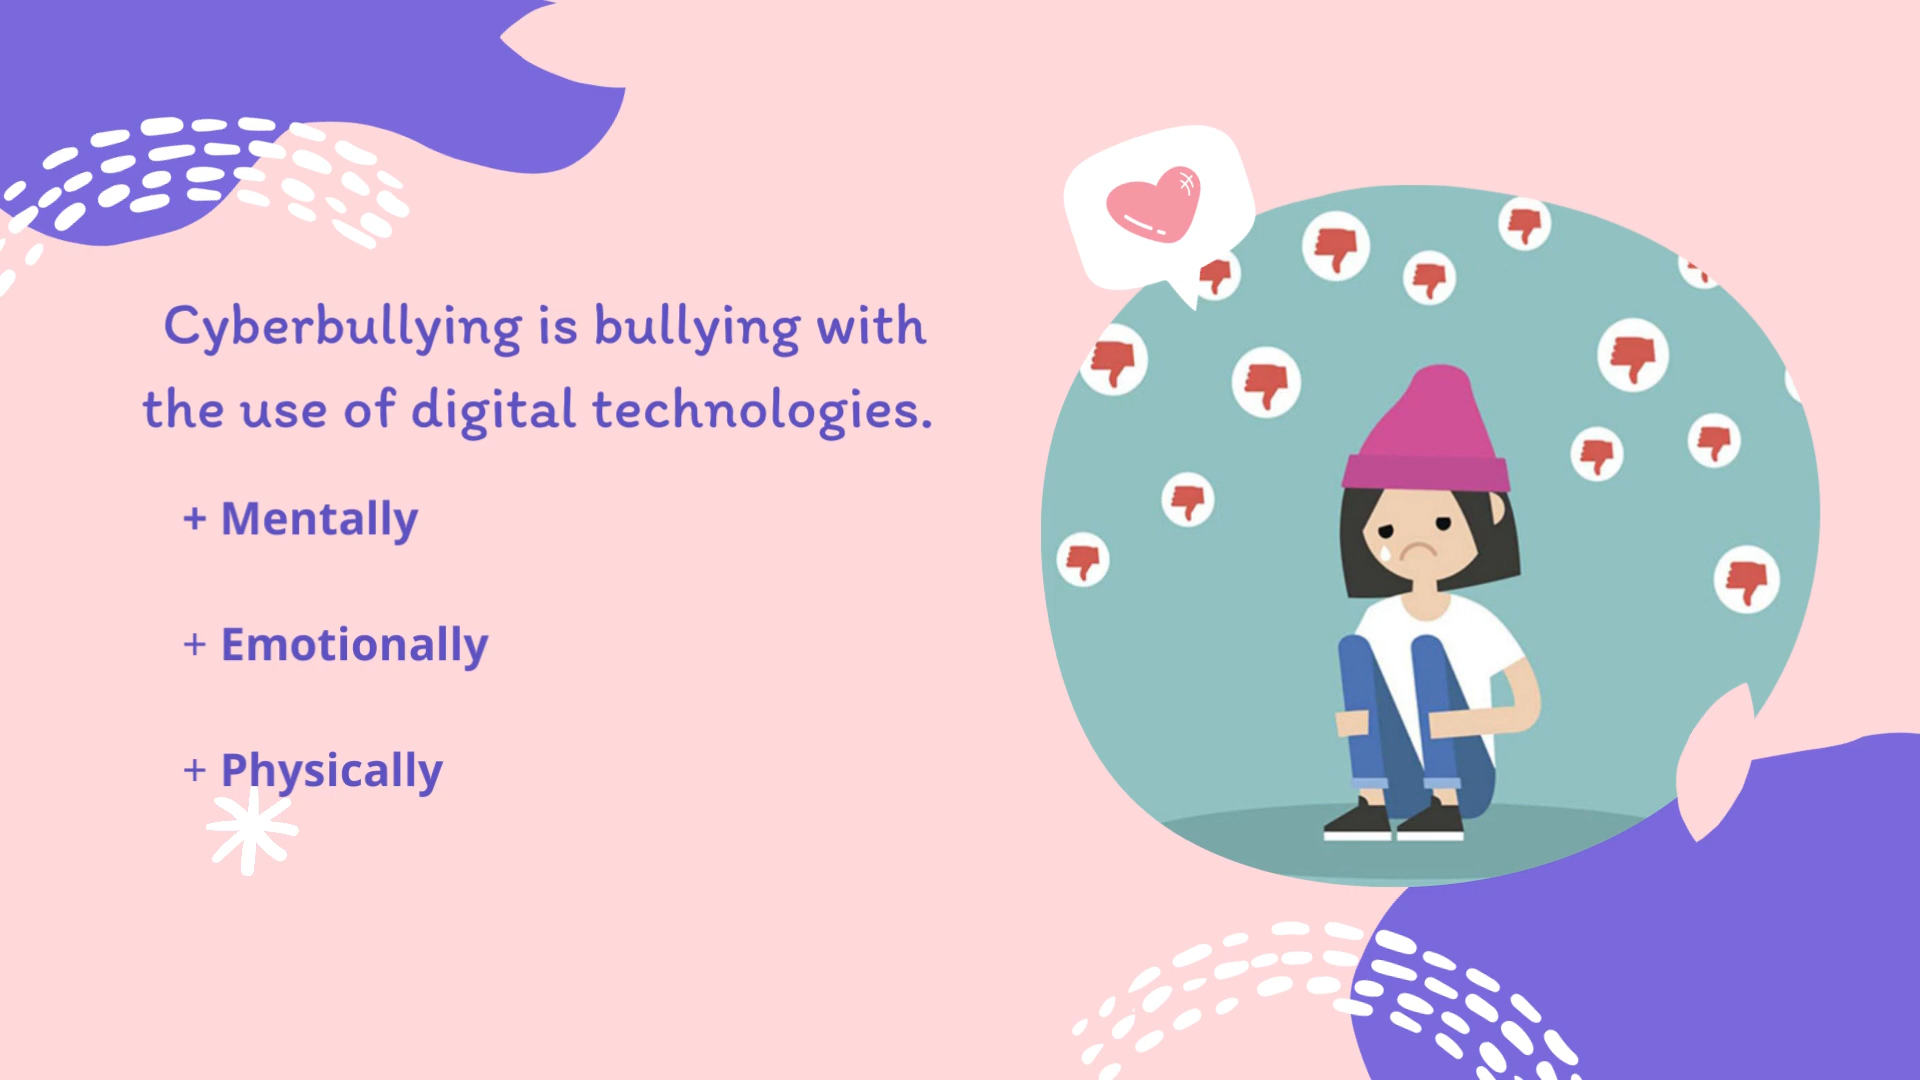 Cyberbullying is bullying with
the use of digital technologies.
+ Mentally
+ Emotionally
+ Physically